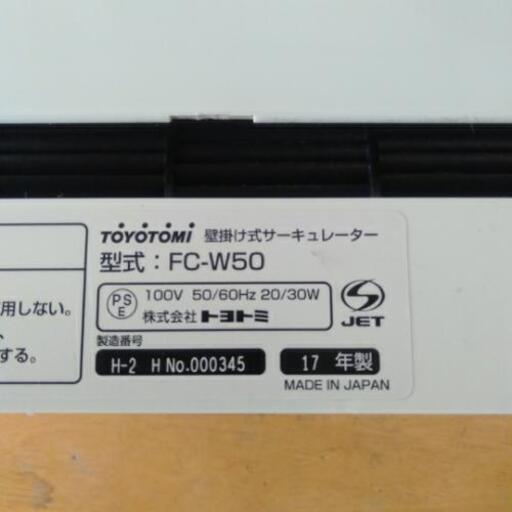 TOYOTOMI 壁掛け式サーキュレーター
型式：FC-W50
PSE 100V 50/60Hz 20/30W
株式会社トヨトミ
JET
製造番号
H-2 H No.000345 17 年製
MADE IN JAPAN
用しない。
、
する。